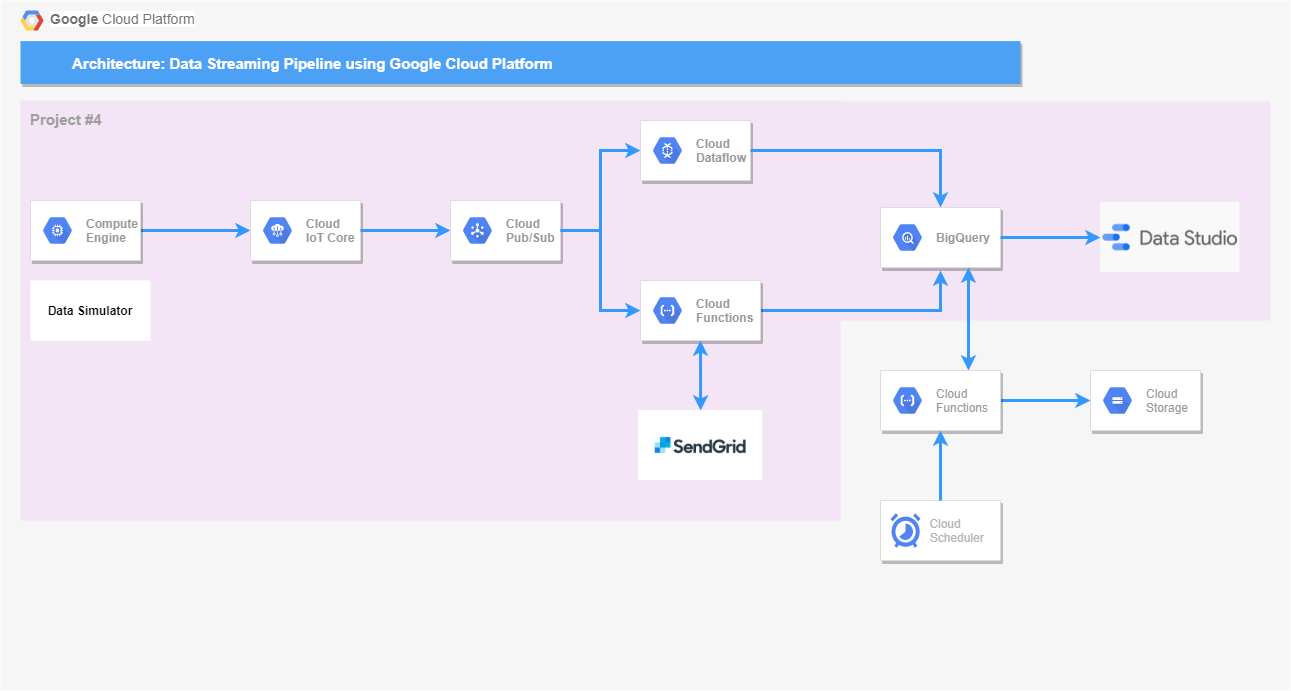 Google Cloud Platform
Architecture: Data Streaming Pipeline using Google Cloud Platform
Project #4
Cloud
Dataflow
Compute
Engine
Cloud
IoT Core
Cloud
Pub/Sub
BigQuery
Data Studio
Data Simulator
Cloud
Functions
Cloud
Functions
Cloud
Storage
SendGrid
Cloud
Scheduler